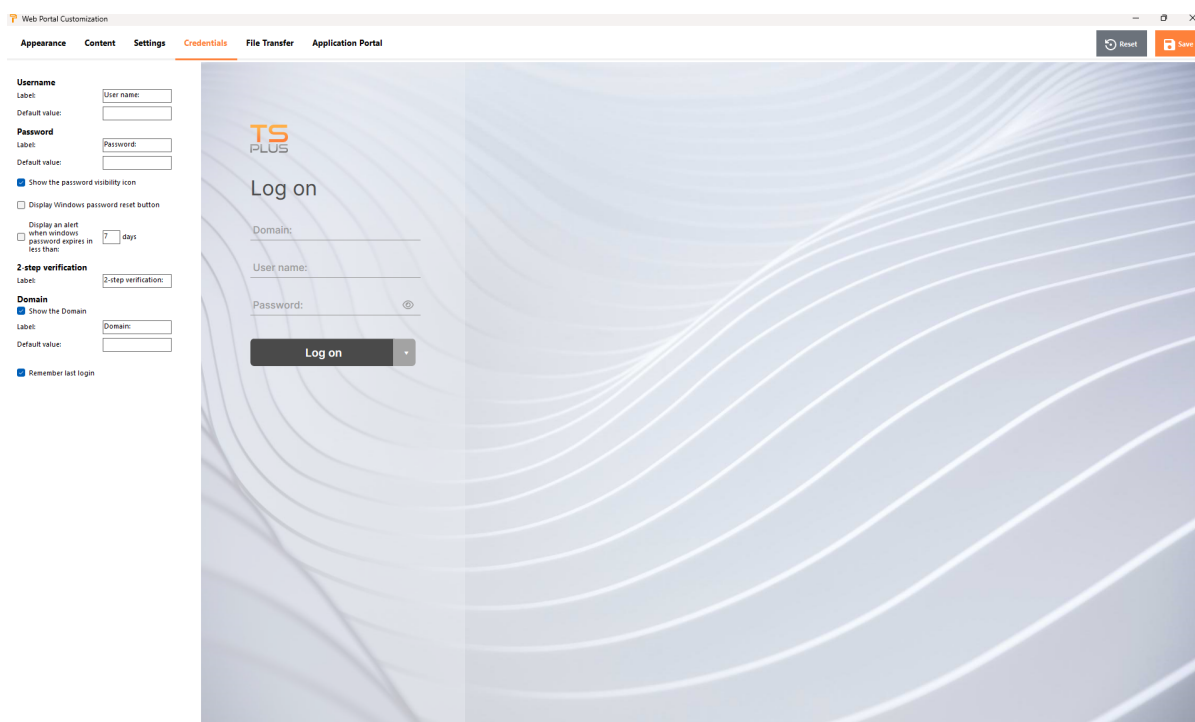 Web Portal Customization
Appearance Content Settings Credentials File Transfer Application Portal Reset Save
Username
Label: User name:
Default value:
Password
Label: Password:
Default value:
Show the password visibility icon
Display Windows password reset button
Display an alert
when windows
password expires in
less than: 7 days
2-step verification
Label: 2-step verification:
Domain
Show the Domain
Label: Domain:
Default value:
Remember last login
TS
PLUS
Log on
Domain:
User name:
Password:
Log on